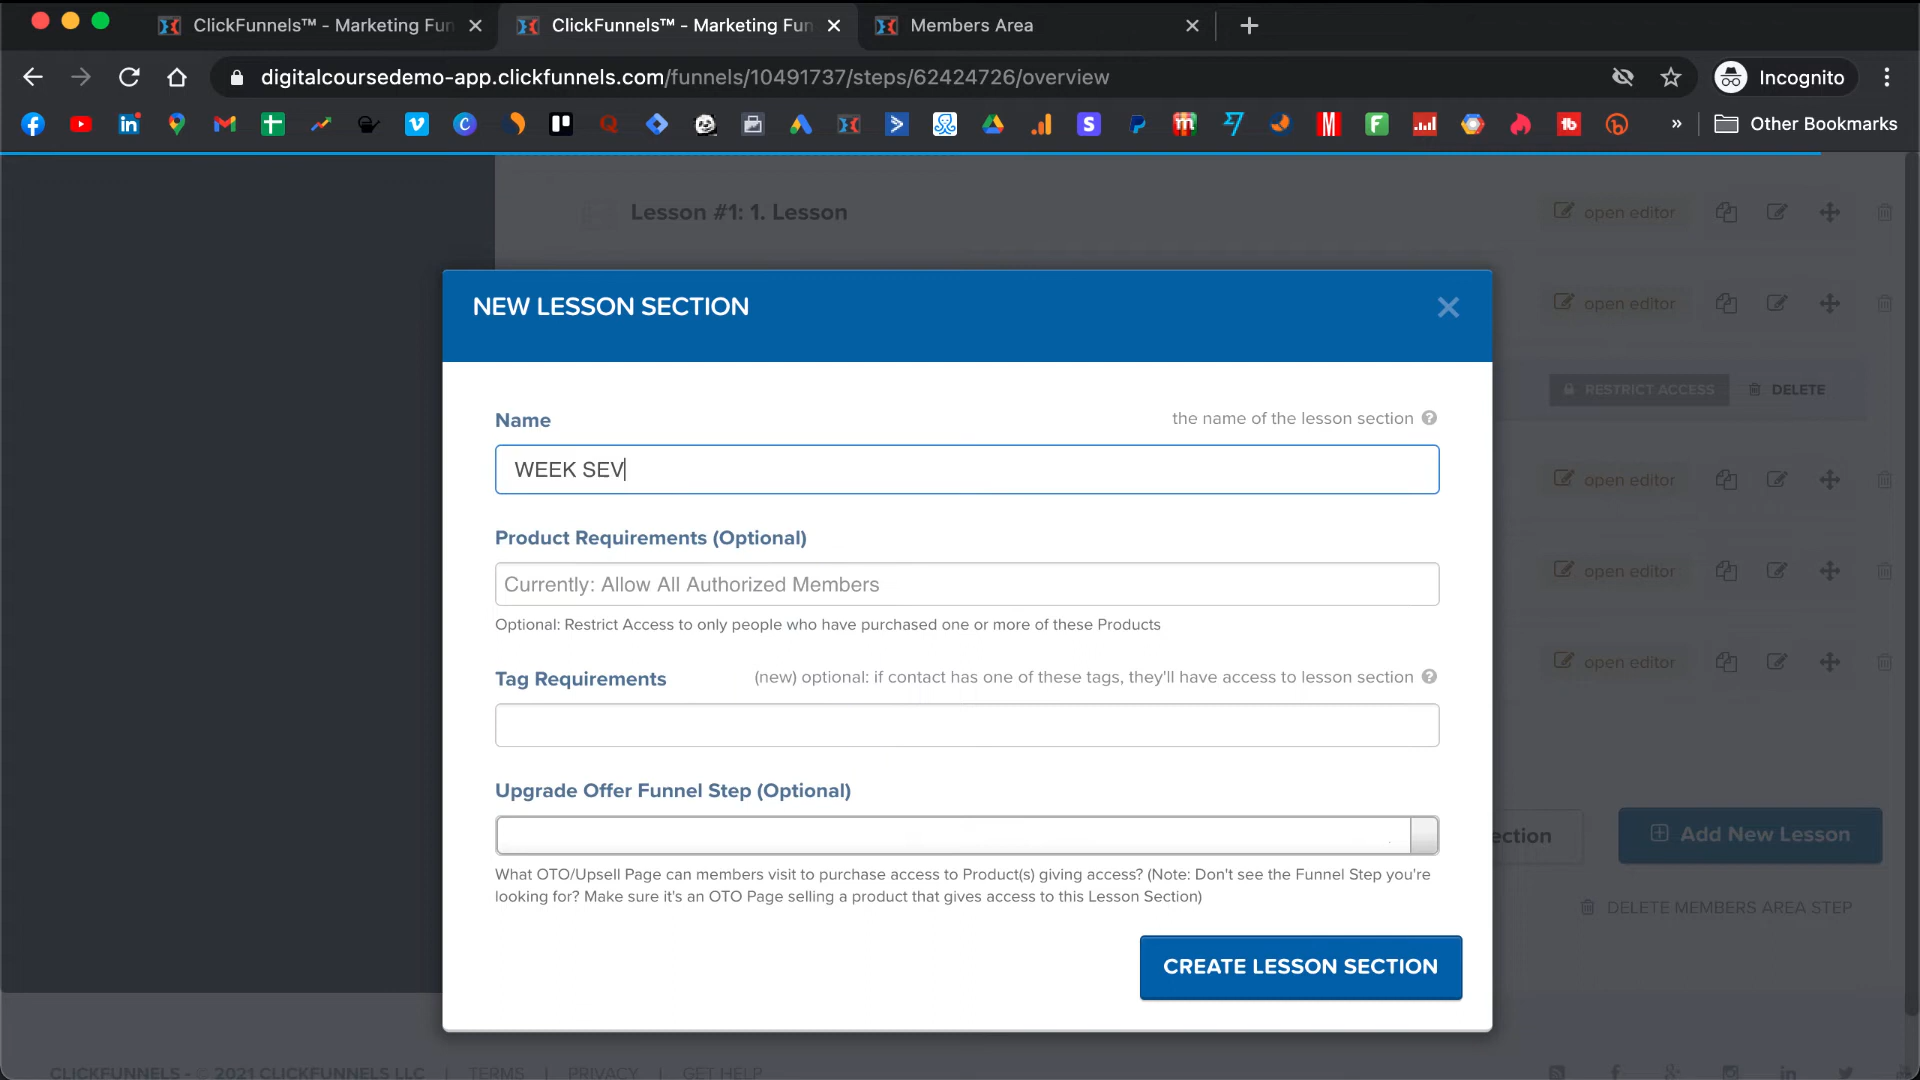 ClickFunnels™ - Marketing Fun
ClickFunnels™ - Marketing Fun
Members Area
digitalcoursedemo-app.clickfunnels.com/funnels/10491737/steps/62424726/overview
Incognito
» Other Bookmarks
Lesson #1: 1. Lesson
open editor
open editor
NEW LESSON SECTION
RESTRICT ACCESS
DELETE
Name
the name of the lesson section
WEEK SEV
open editor
Product Requirements (Optional)
Currently: Allow All Authorized Members
open editor
Optional: Restrict Access to only people who have purchased one or more of these Products
Tag Requirements
(new) optional: if contact has one of these tags, they'll have access to lesson section
open editor
Upgrade Offer Funnel Step (Optional)
ection
Add New Lesson
What OTO/Upsell Page can members visit to purchase access to Product(s) giving access? (Note: Don't see the Funnel Step you're
looking for? Make sure it's an OTO Page selling a product that gives access to this Lesson Section)
DELETE MEMBERS AREA STEP
CREATE LESSON SECTION
CLICKFUNNELS - © 2021 CLICKFUNNELS LLC | TERMS | PRIVACY | GET HELP